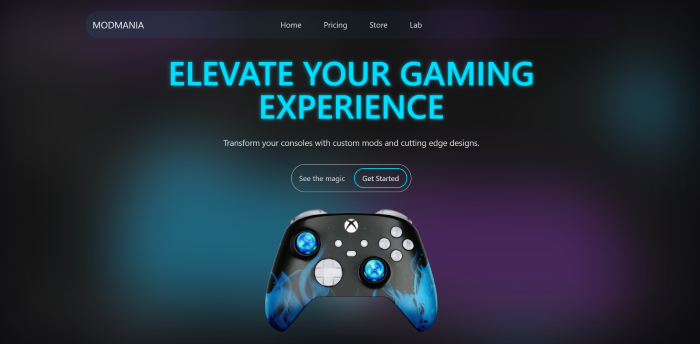 MODMANIA
Home Pricing Store Lab
ELEVATE YOUR GAMING
EXPERIENCE
Transform your consoles with custom mods and cutting edge designs.
See the magic Get Started